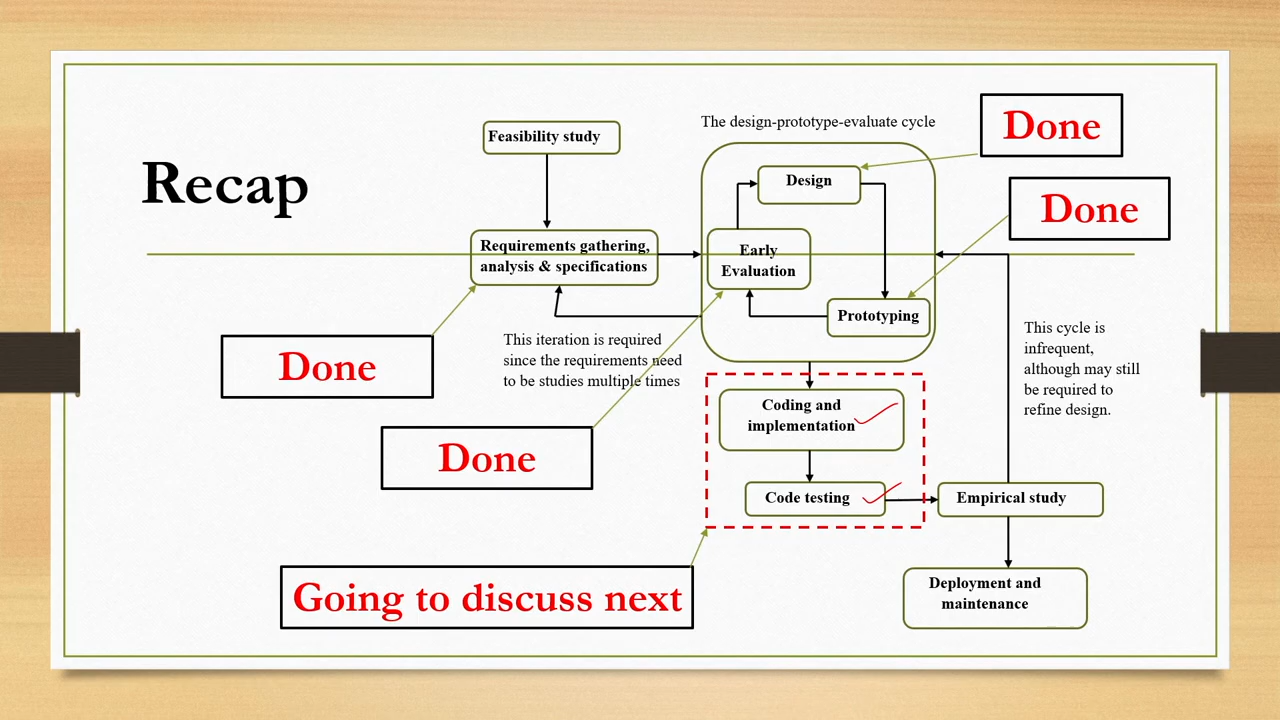 Recap
Feasibility study
Requirements gathering,
analysis & specifications
The design-prototype-evaluate cycle
Design
Early
Evaluation
Prototyping
Done
Done
This iteration is required
since the requirements need
to be studies multiple times
This cycle is
infrequent,
although may still
be required to
refine design.
Done
Done
Coding and
implementation
Code testing
Empirical study
Deployment and
maintenance
Going to discuss next